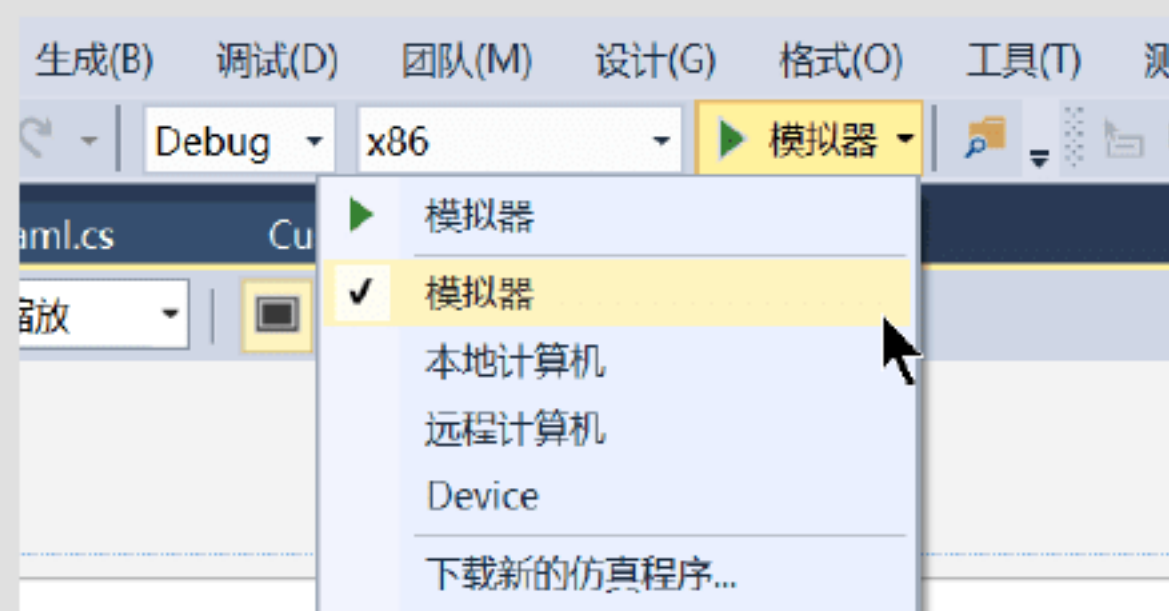 生成(B) 调试(D) 团队(M) 设计(G) 格式(O) 工具(T) 测
Debug x86 模拟器
模拟器
aml.cs Cu
模拟器
缩放
本地计算机
远程计算机
Device
下载新的仿真程序...